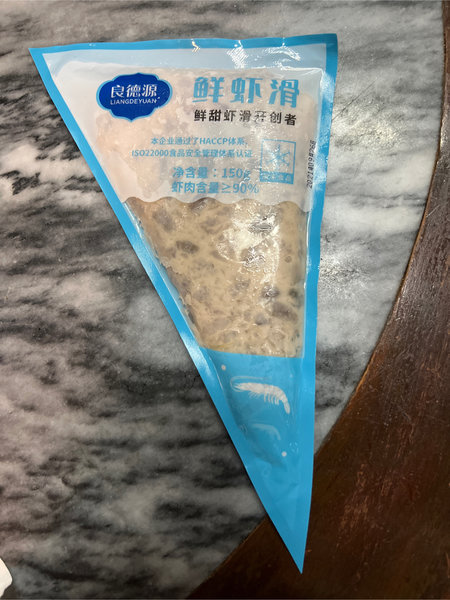 良德源
LIANGDEYUAN
鲜虾滑
鲜甜虾滑开创者
本企业通过了HACCP体系、
ISO22000食品安全管理体系认证
净含量：150g
虾肉含量≥90%